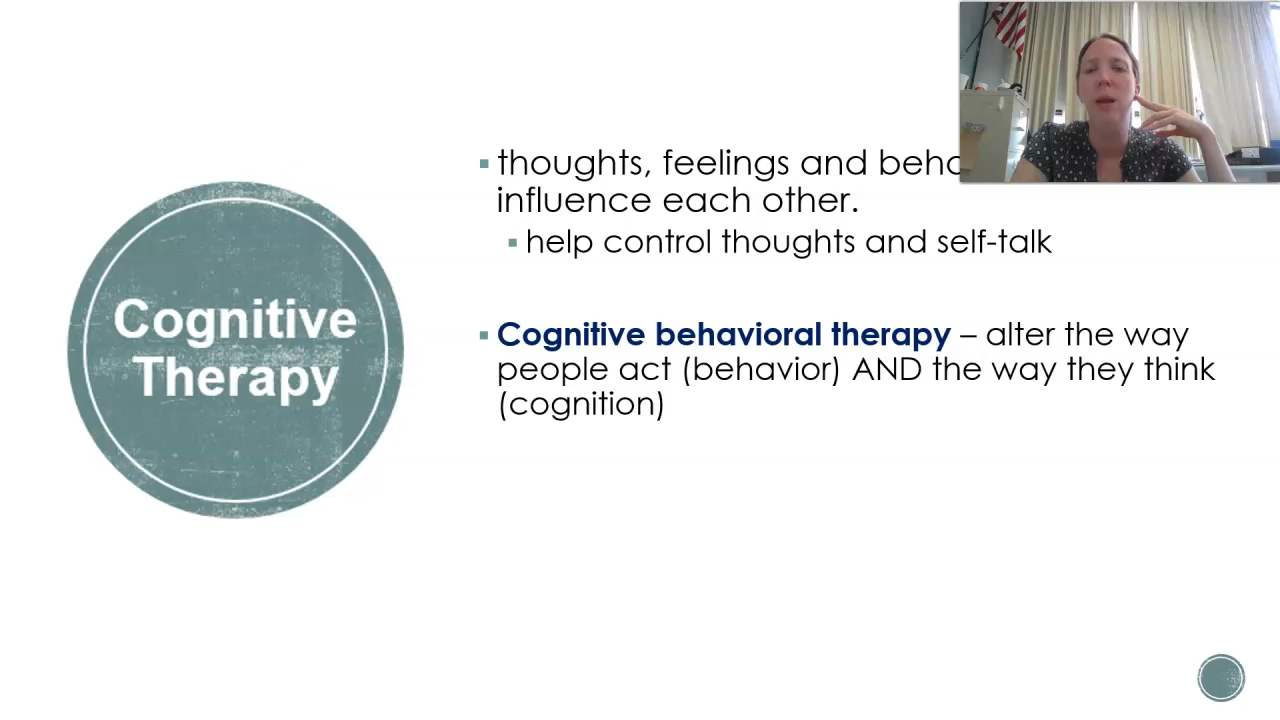 Cognitive
Therapy
thoughts, feelings and
influence each other.
help control thoughts and self-talk
Cognitive behavioral therapy – alter the way
people act (behavior) AND the way they think
(cognition)